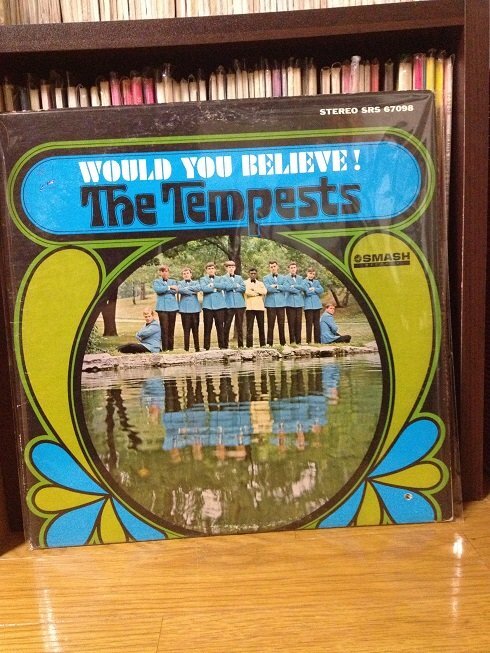 STEREO SRS 67098
WOULD YOU BELIEVE!
The Tempests
SMASH